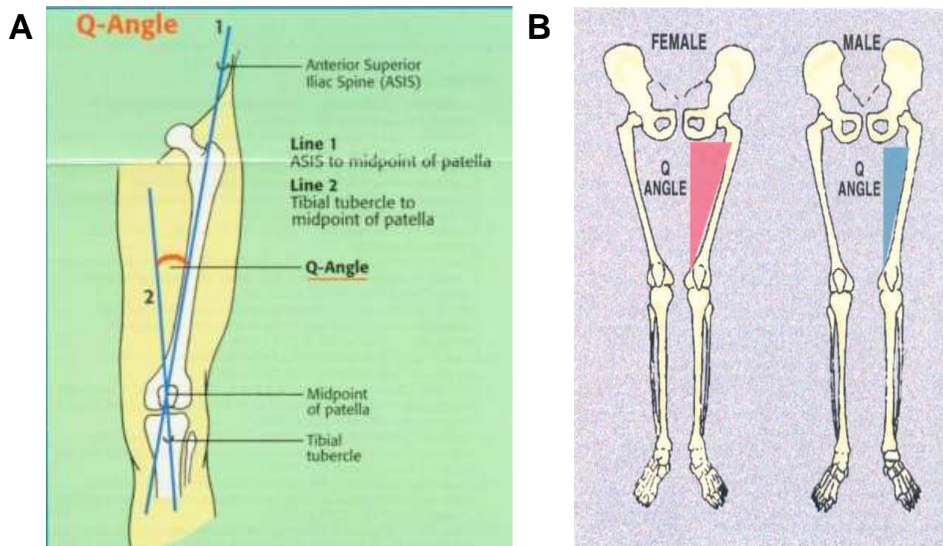 A
Q-Angle
1
Anterior Superior
Iliac Spine (ASIS)
Line 1
ASIS to midpoint of patella
Line 2
Tibial tubercle to
midpoint of patella
Q-Angle
2
Midpoint
of patella
Tibial
tubercle
B
FEMALE
MALE
Q
ANGLE
Q
ANGLE